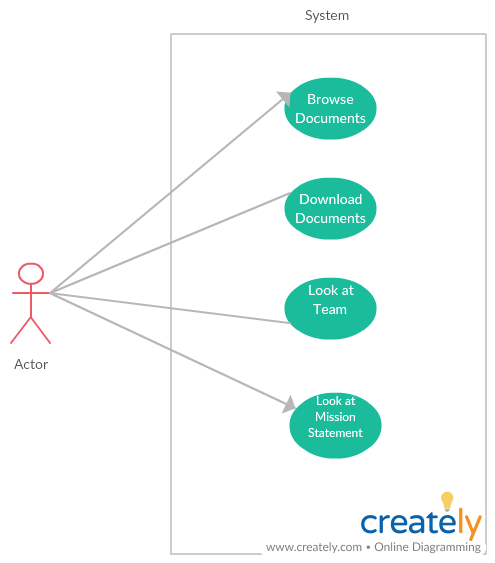 System
Browse
Documents
Download
Documents
Look at
Team
Actor
Look at
Mission
Statement
creately
www.creately.com • Online Diagramming